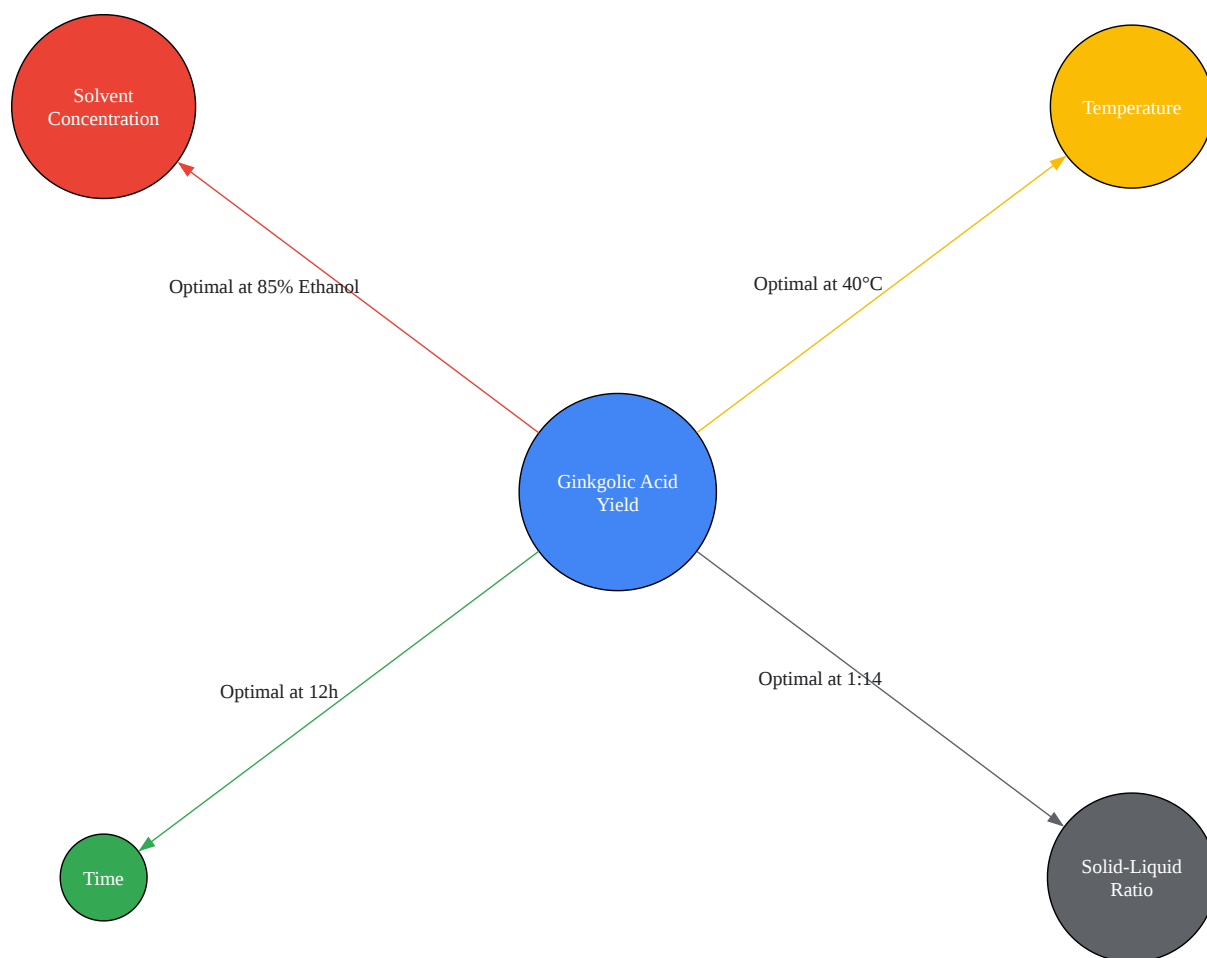 Solvent
Concentration
Temperature
Optimal at 85% Ethanol
Optimal at 40°C
Ginkgolic Acid
Yield
Optimal at 12h
Optimal at 1:14
Time
Solid-Liquid
Ratio